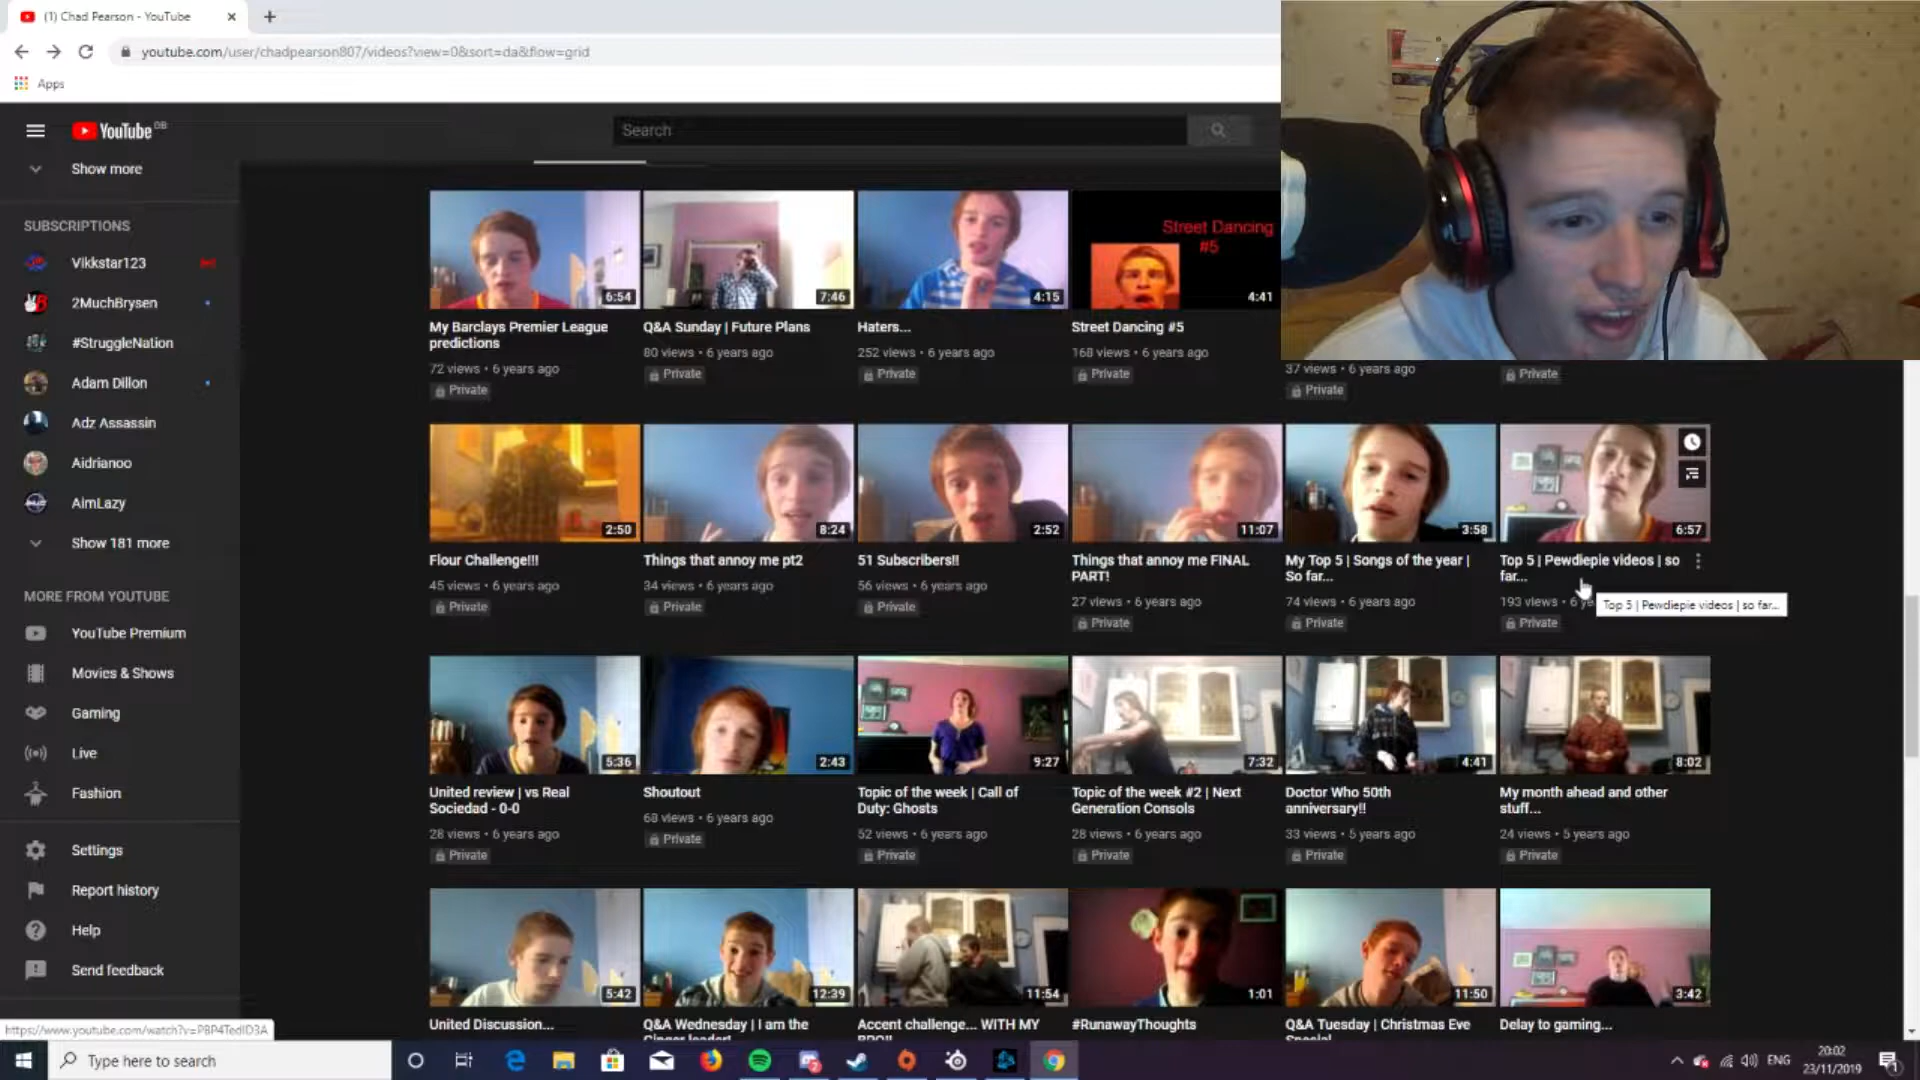 (1) Chad Pearson - YouTube
youtube.com/user/chadpearson807/videos?view=0&sort=da&flow=grid
Apps
YouTube GB
Search
Show more
SUBSCRIPTIONS
Vikkstar123
2MuchBrysen
#StruggleNation
Adam Dillon
Adz Assassin
Aidrianoo
AimLazy
Show 181 more
MORE FROM YOUTUBE
YouTube Premium
Movies & Shows
Gaming
Live
Fashion
Settings
Report history
Help
Send feedback
6:54
My Barclays Premier League
predictions
72 views • 6 years ago
Private
7:46
Q&A Sunday | Future Plans
80 views • 6 years ago
Private
4:15
Haters...
252 views • 6 years ago
Private
Street Dancing
#5
4:41
Street Dancing #5
168 views • 6 years ago
Private
37 views • 6 years ago
Private
Private
2:50
Flour Challenge!!!
45 views • 6 years ago
Private
8:24
Things that annoy me pt2
34 views • 6 years ago
Private
2:52
51 Subscribers!!
56 views • 6 years ago
Private
11:07
Things that annoy me FINAL
PART!
27 views • 6 years ago
Private
3:58
My Top 5 | Songs of the year |
So far...
74 views • 6 years ago
Private
6:57
Top 5 | Pewdiepie videos | so
far...
193 views • 6 ye
Top 5 | Pewdiepie videos | so far...
Private
5:36
United review | vs Real
Sociedad - 0-0
28 views • 6 years ago
Private
2:43
Shoutout
68 views • 6 years ago
Private
9:27
Topic of the week | Call of
Duty: Ghosts
52 views • 6 years ago
Private
7:32
Topic of the week #2 | Next
Generation Consols
28 views • 6 years ago
Private
4:41
Doctor Who 50th
anniversary!!
33 views • 5 years ago
Private
8:02
My month ahead and other
stuff...
24 views • 5 years ago
Private
5:42
United Discussion...
12:39
Q&A Wednesday | I am the
Ginger leader!
11:54
Accent challenge... WITH MY
BRO!!
1:01
#RunawayThoughts
11:50
Q&A Tuesday | Christmas Eve
Special
3:42
Delay to gaming...
https://www.youtube.com/watch?v=P8P4TedID3A
Type here to search
ENG
20:02
23/11/2019